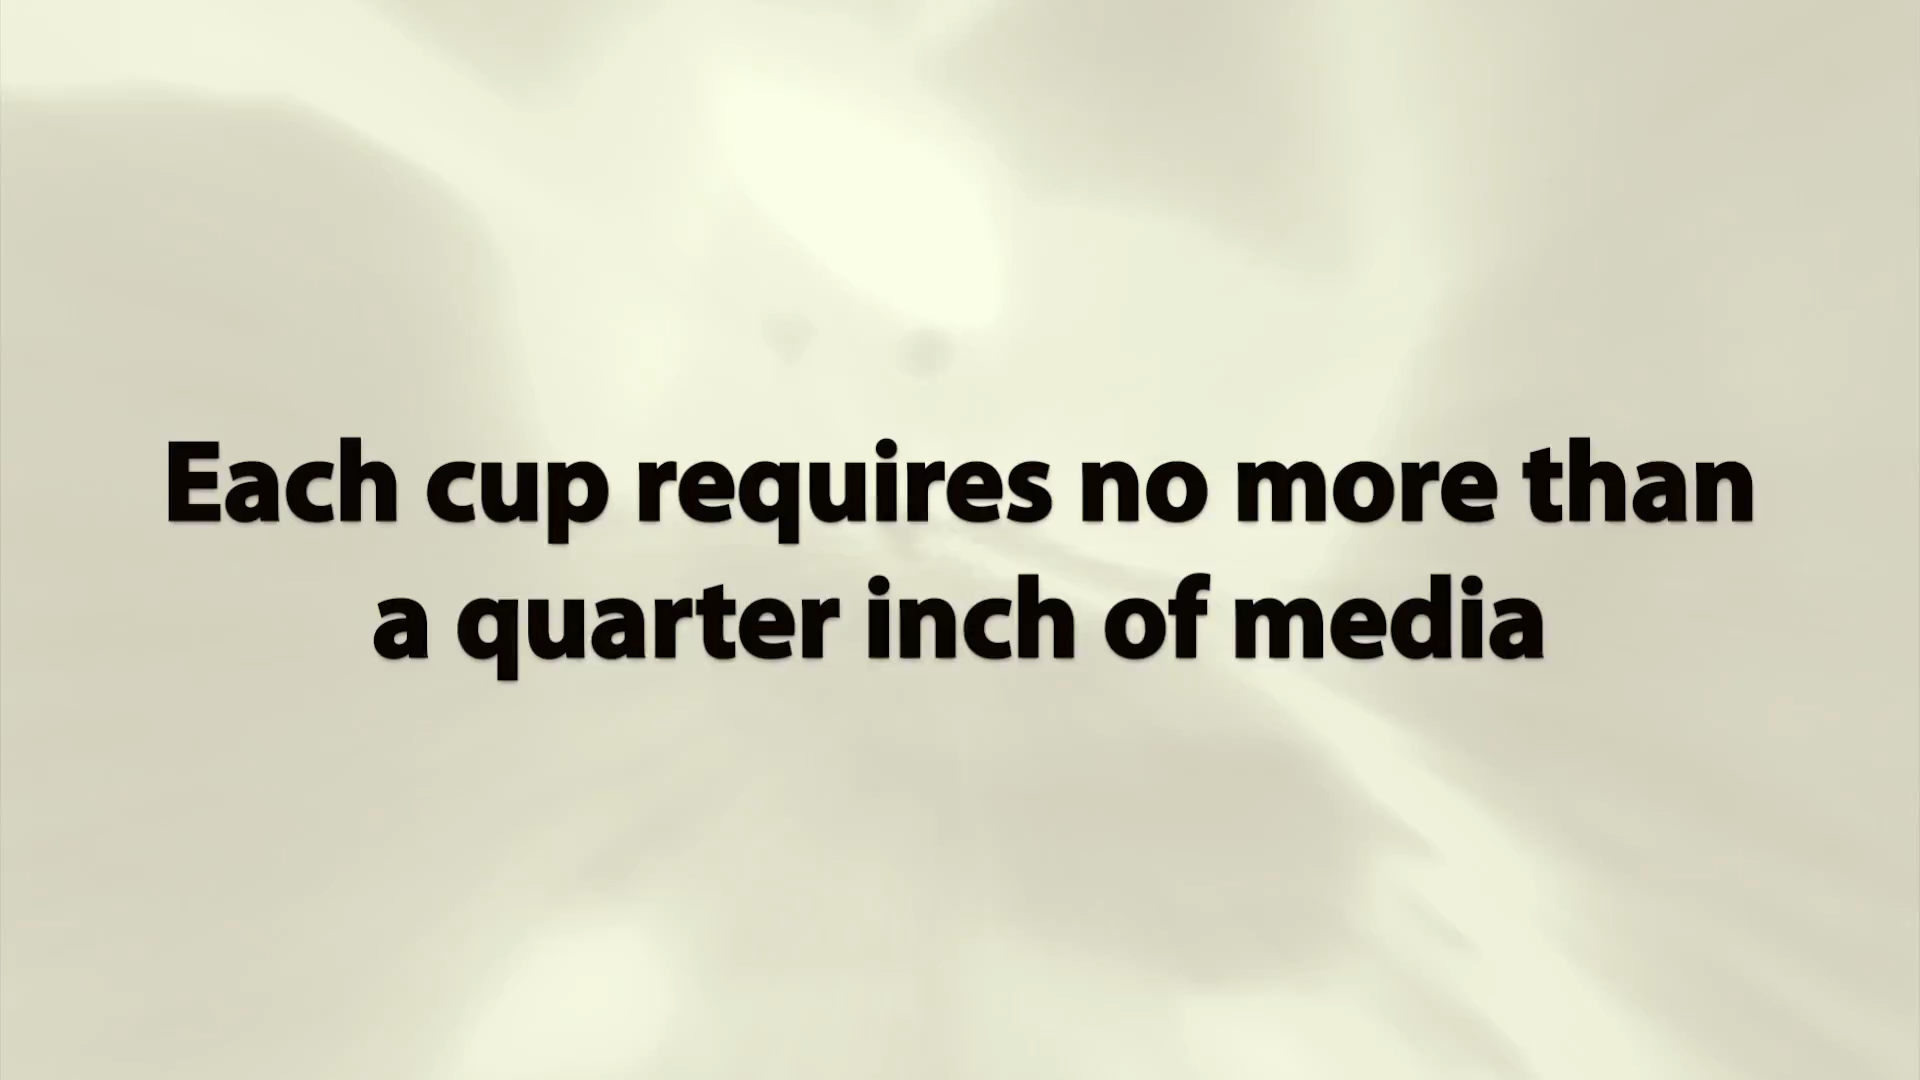 Each cup requires no more than
a quarter inch of media